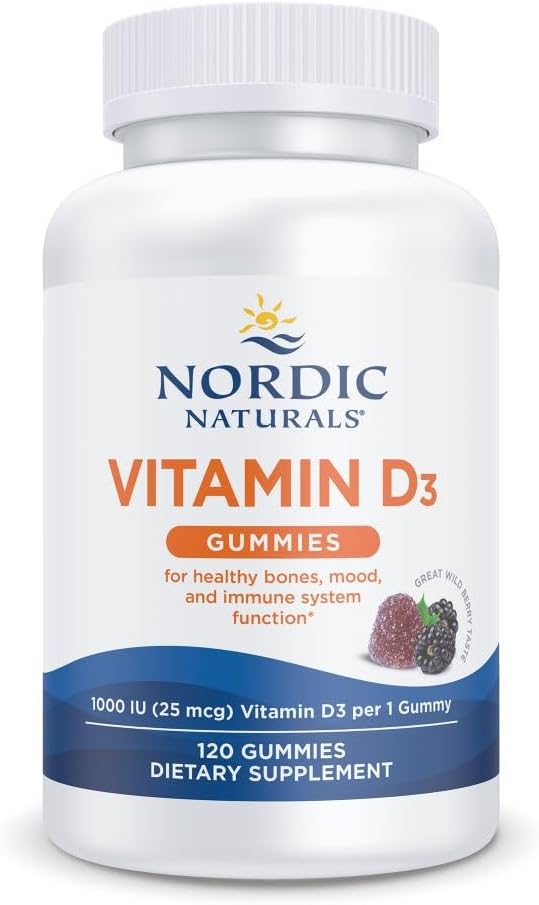 NORDIC
NATURALS®
VITAMIN D3
GUMMIES
for healthy bones, mood,
and immune system
function*
GREAT WILD BERRY TASTE
1000 IU (25 mcg) Vitamin D3 per 1 Gummy
120 GUMMIES
DIETARY SUPPLEMENT